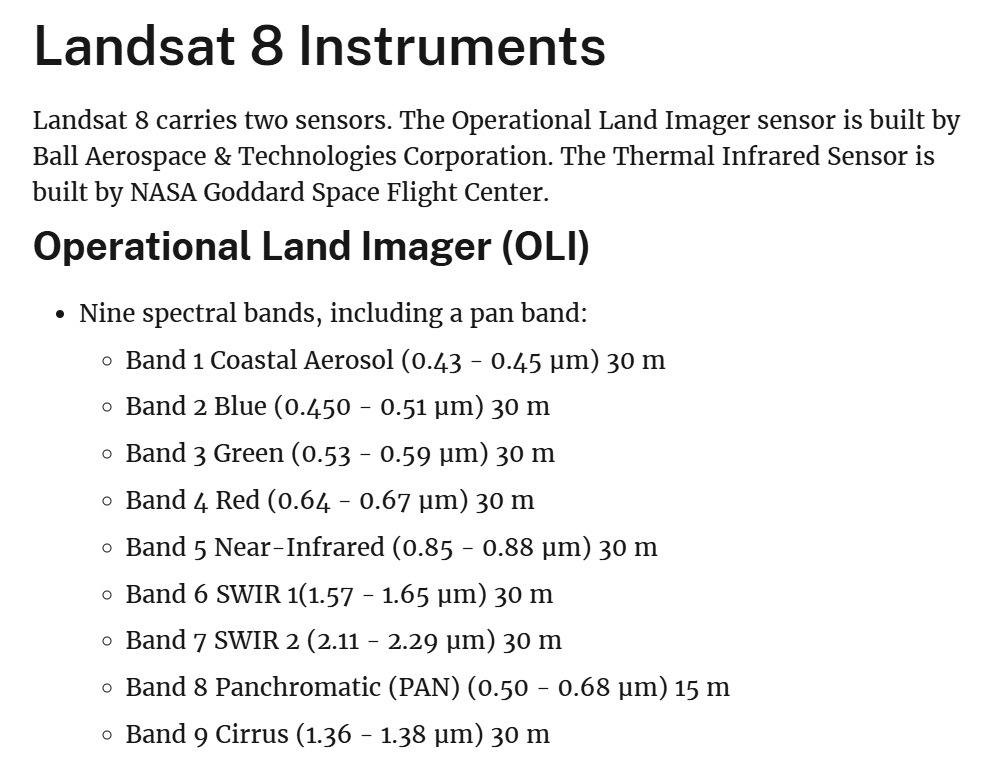 Landsat 8 Instruments
Landsat 8 carries two sensors. The Operational Land Imager sensor is built by
Ball Aerospace & Technologies Corporation. The Thermal Infrared Sensor is
built by NASA Goddard Space Flight Center.
Operational Land Imager (OLI)
• Nine spectral bands, including a pan band:
◦ Band 1 Coastal Aerosol (0.43 - 0.45 µm) 30 m
◦ Band 2 Blue (0.450 - 0.51 µm) 30 m
◦ Band 3 Green (0.53 - 0.59 µm) 30 m
◦ Band 4 Red (0.64 - 0.67 µm) 30 m
◦ Band 5 Near-Infrared (0.85 - 0.88 µm) 30 m
◦ Band 6 SWIR 1(1.57 - 1.65 µm) 30 m
◦ Band 7 SWIR 2 (2.11 - 2.29 µm) 30 m
◦ Band 8 Panchromatic (PAN) (0.50 - 0.68 µm) 15 m
◦ Band 9 Cirrus (1.36 - 1.38 µm) 30 m